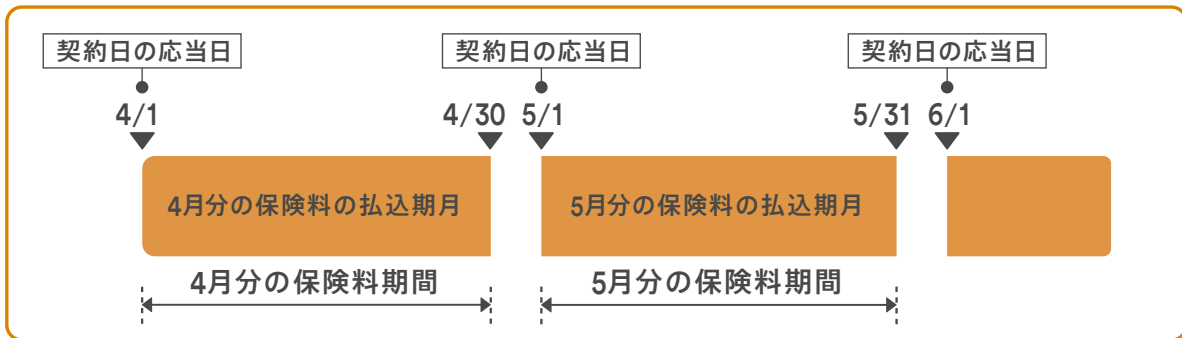 契約日の応当日
契約日の応当日
契約日の応当日
4/1
4/30
5/1
5/31
6/1
4月分の保険料の払込期月
5月分の保険料の払込期月
4月分の保険料期間
5月分の保険料期間